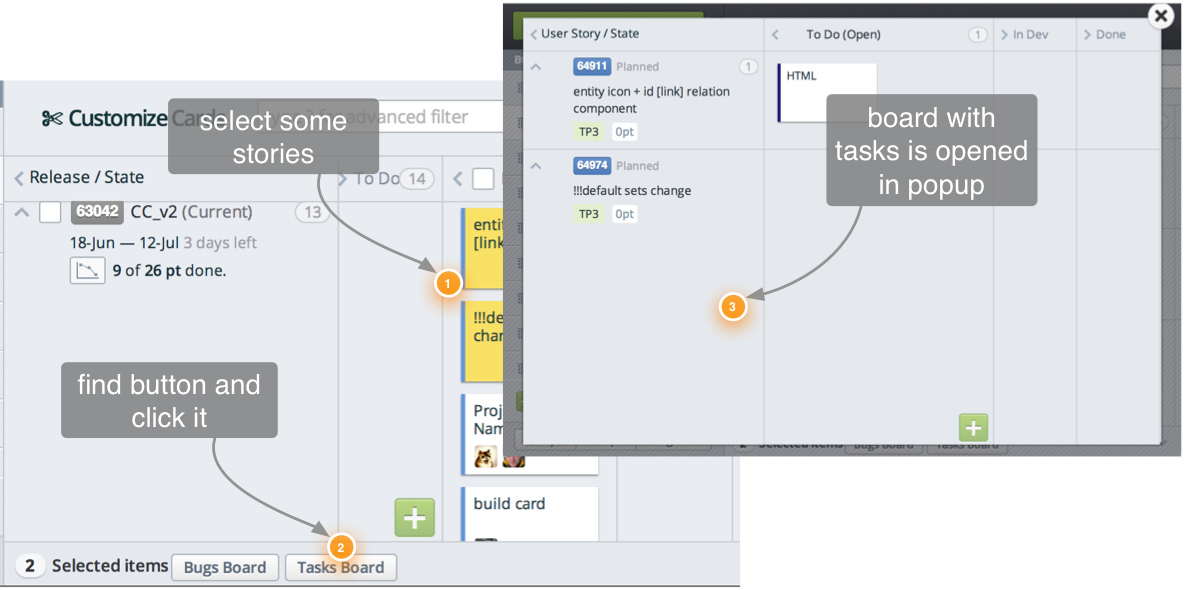 Customize Cards
advanced filter
select some
stories
Release / State
To Do 14
63042 CC_v2 (Current) 13
18-Jun — 12-Jul 3 days left
9 of 26 pt done.
entit
[link
!!!de
char
Proj
Nam
build card
find button and
click it
1
2
2 Selected items Bugs Board Tasks Board
User Story / State
To Do (Open) 1
In Dev
Done
64911 Planned 1
entity icon + id [link] relation
component
TP3 0pt
64974 Planned
!!!default sets change
TP3 0pt
HTML
board with
tasks is opened
in popup
3
2 Selected items Bugs Board Tasks Board